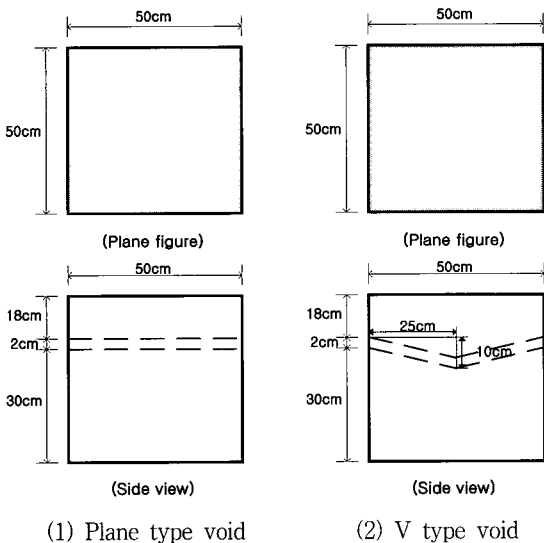 50cm
50cm
(Plane figure)
50cm
18cm
2cm
30cm
(Side view)
(1) Plane type void
50cm
50cm
(Plane figure)
50cm
18cm
25cm
2cm
10cm
30cm
(Side view)
(2) V type void